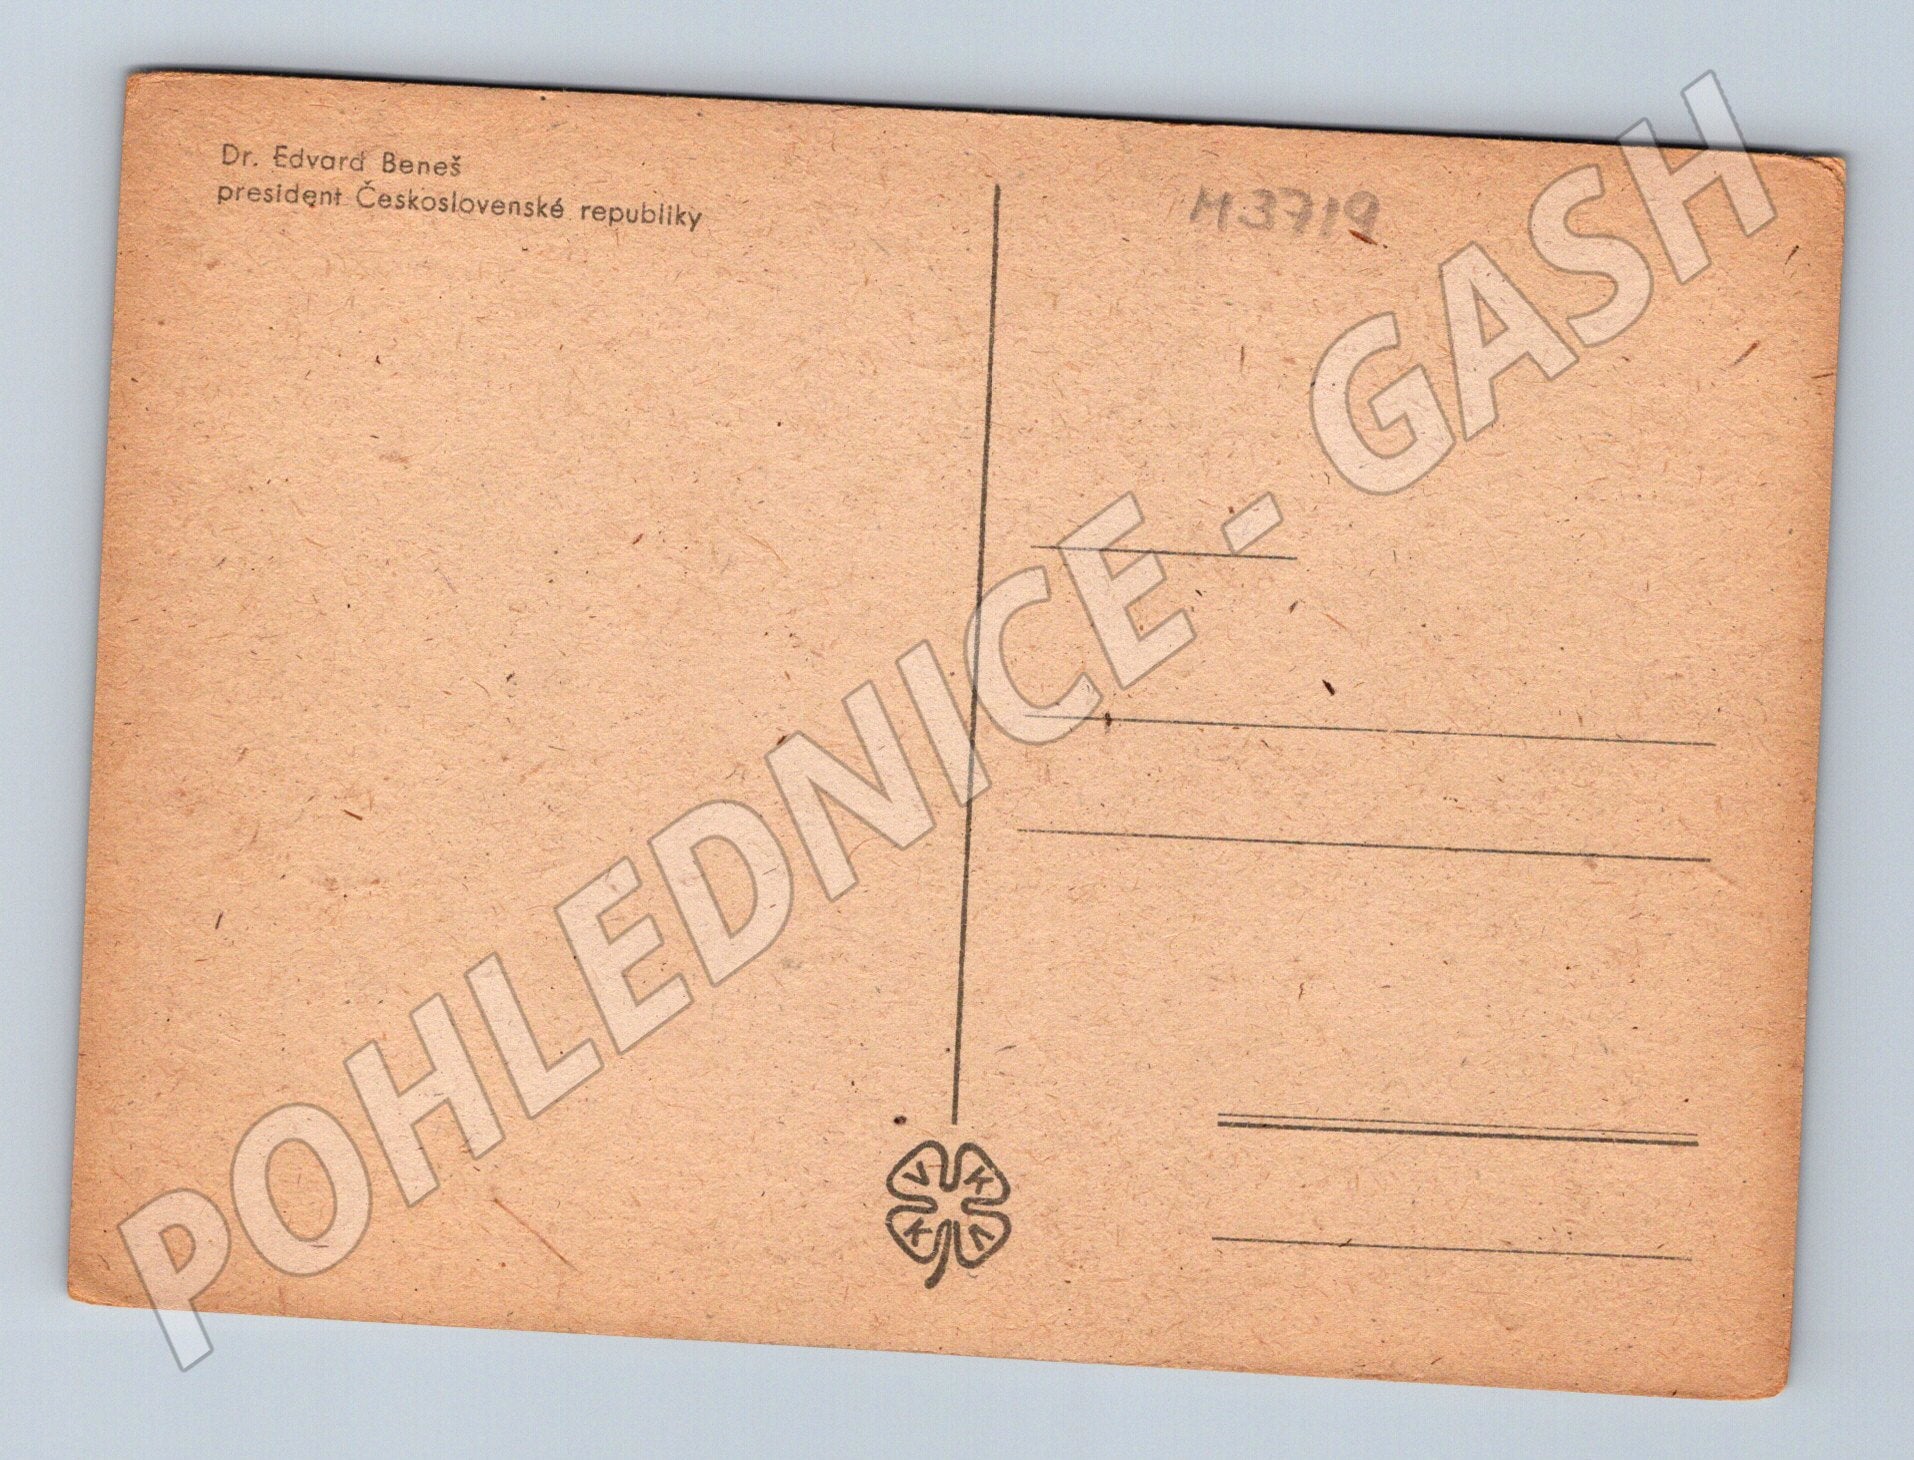 Dr. Edvard Beneš
president Československé republiky
M3719
POHLEDNICE - GASH
V K
K V